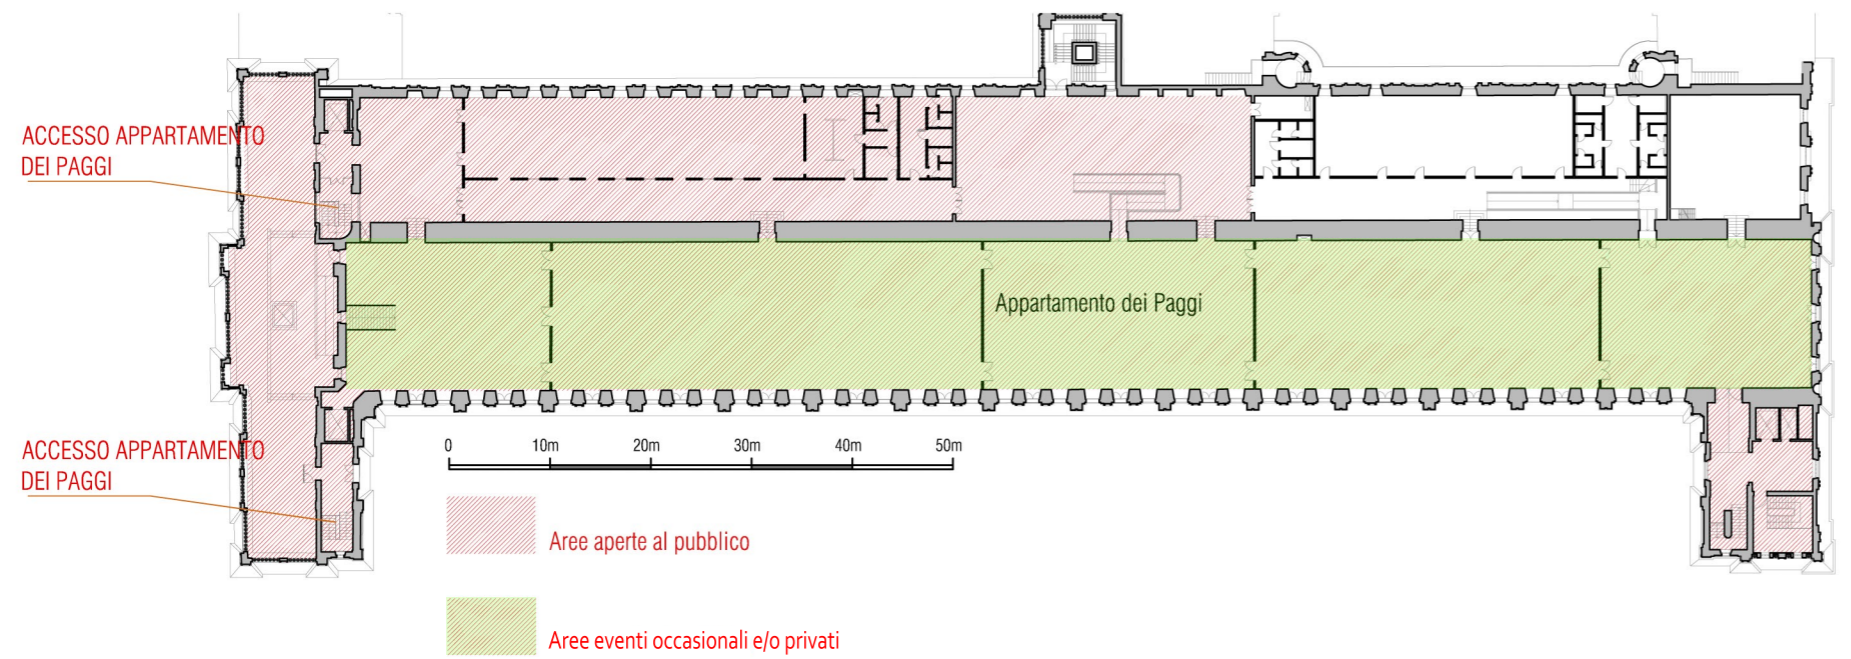 ACCESSO APPARTAMENTO
DEI PAGGI
Appartamento dei Paggi
ACCESSO APPARTAMENTO
DEI PAGGI
0 10m 20m 30m 40m 50m
Aree aperte al pubblico
Aree eventi occasionali e/o privati